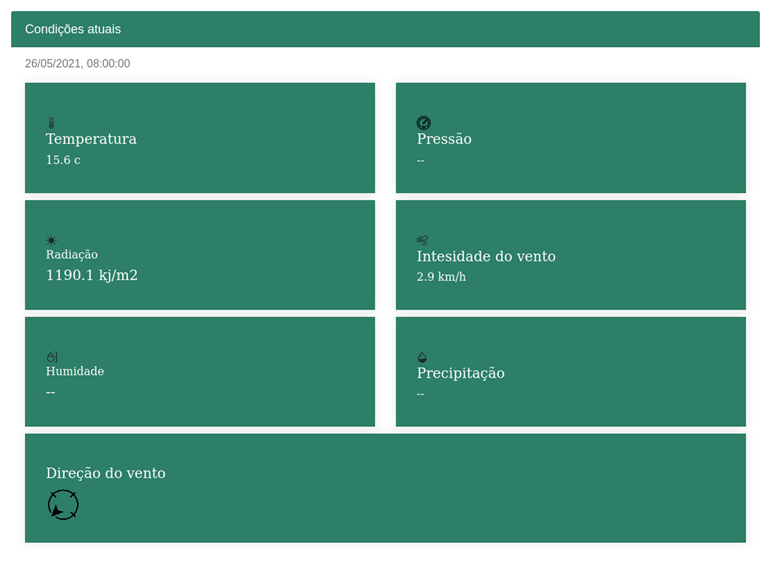 Condições atuais
26/05/2021, 08:00:00
Temperatura
15.6 c
Pressão
--
Radiação
1190.1 kj/m2
Intesidade do vento
2.9 km/h
Humidade
--
Precipitação
--
Direção do vento